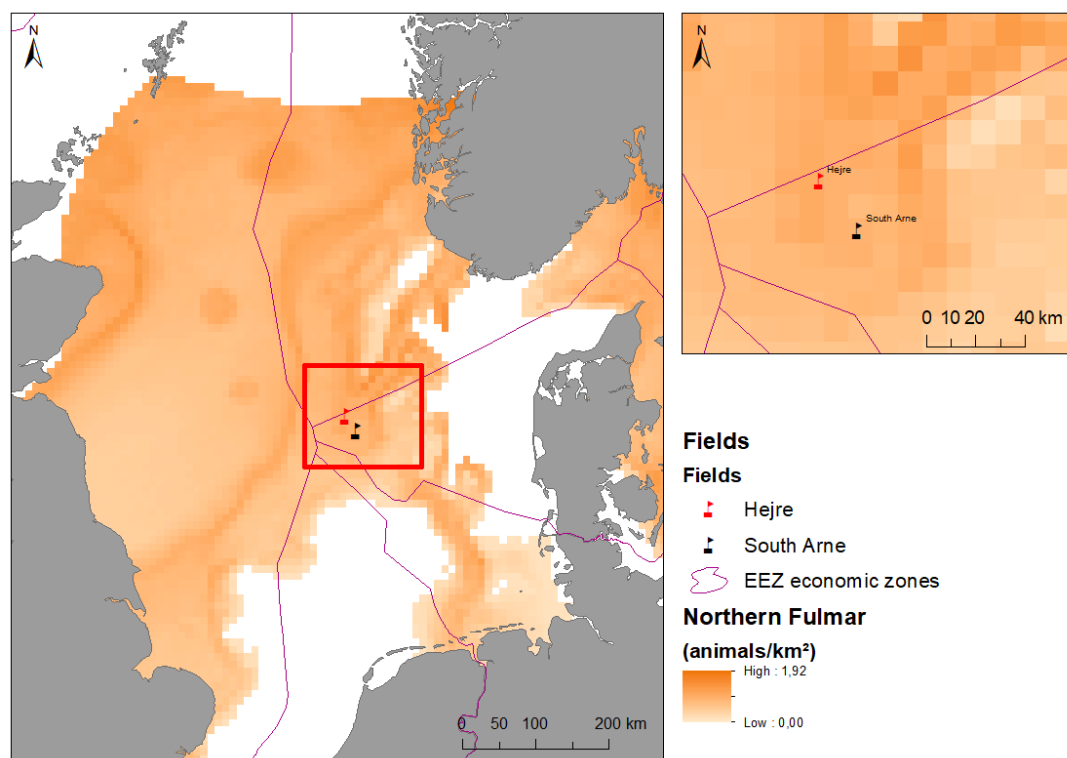 N
0 50 100 200 km
N
Hejre
South Arne
0 10 20 40 km
Fields
Fields
Hejre
South Arne
EEZ economic zones
Northern Fulmar
(animals/km²)
High : 1,92
Low : 0,00